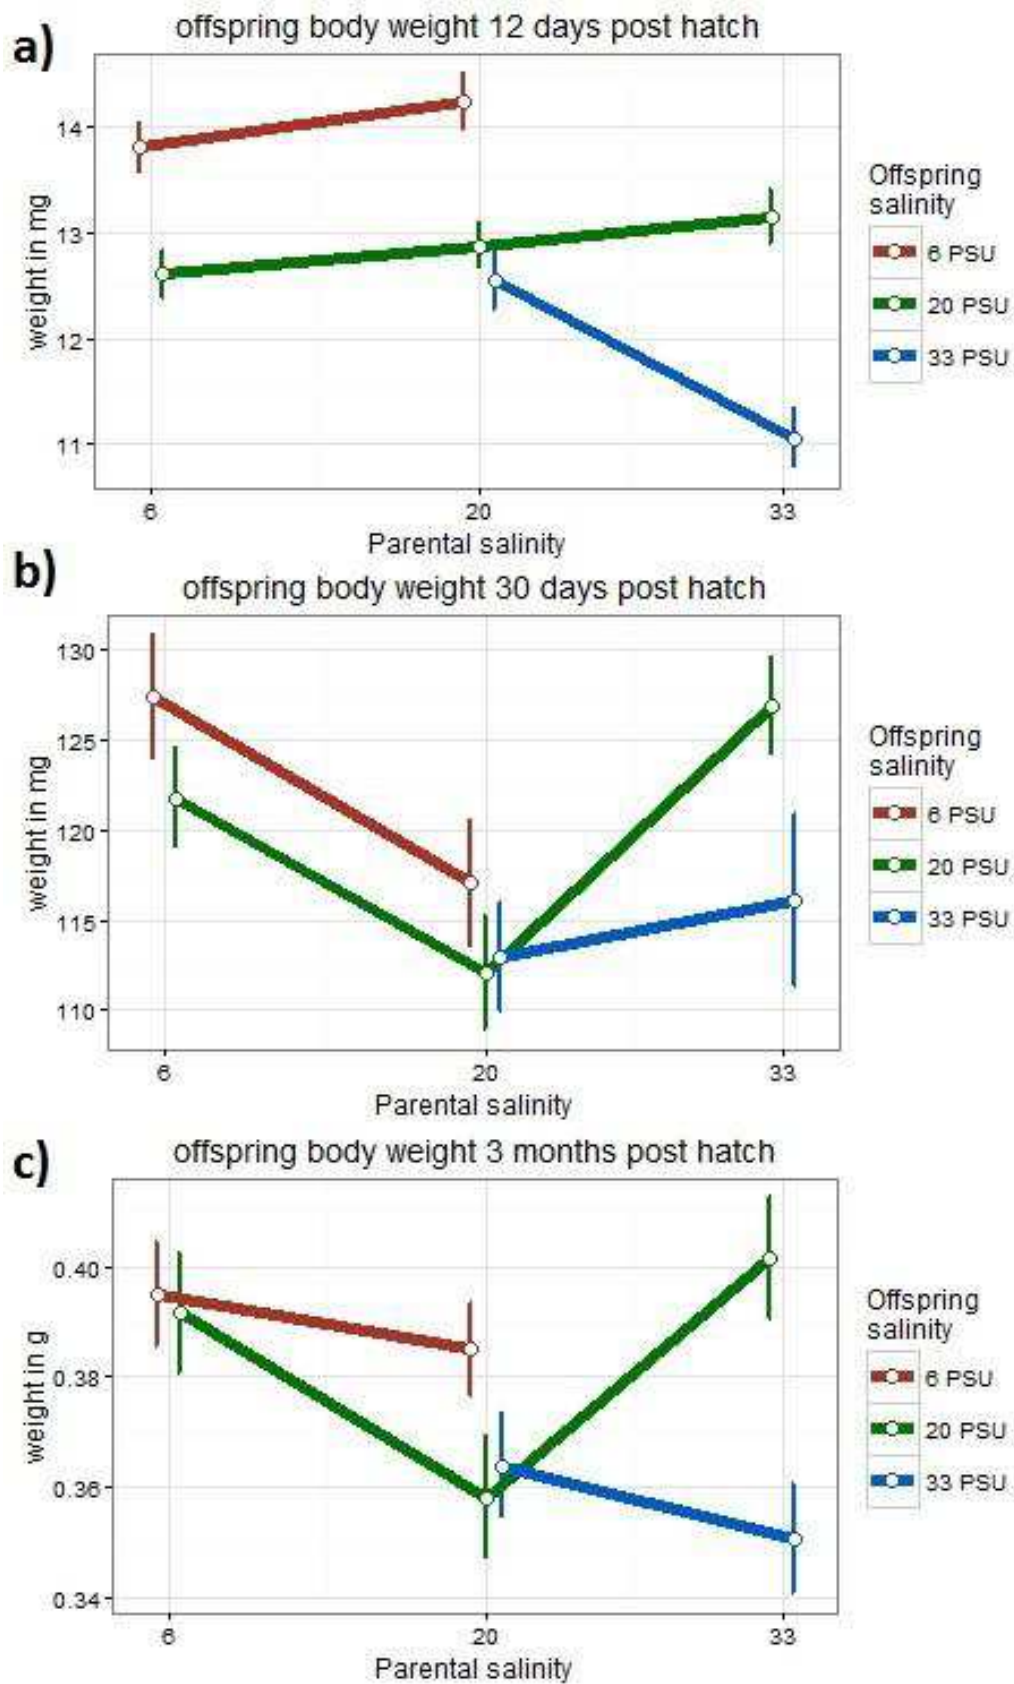 a)
offspring body weight 12 days post hatch
weight in mg
14
13
12
11
6 20 33
Parental salinity
Offspring
salinity
6 PSU
20 PSU
33 PSU
b)
offspring body weight 30 days post hatch
weight in mg
130
125
120
115
110
6 20 33
Parental salinity
Offspring
salinity
6 PSU
20 PSU
33 PSU
c)
offspring body weight 3 months post hatch
weight in g
0.40
0.38
0.36
0.34
6 20 33
Parental salinity
Offspring
salinity
6 PSU
20 PSU
33 PSU